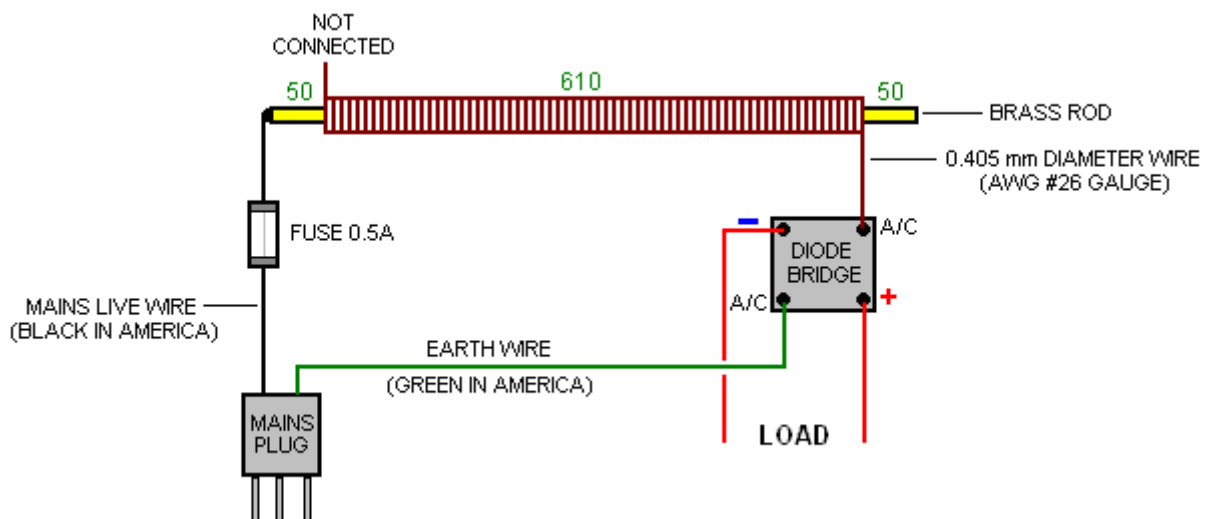 NOT
CONNECTED
50
610
50
BRASS ROD
0.405 mm DIAMETER WIRE
(AWG #26 GAUGE)
FUSE 0.5A
–
A/C
DIODE
BRIDGE
A/C
+
MAINS LIVE WIRE
(BLACK IN AMERICA)
EARTH WIRE
(GREEN IN AMERICA)
MAINS
PLUG
LOAD